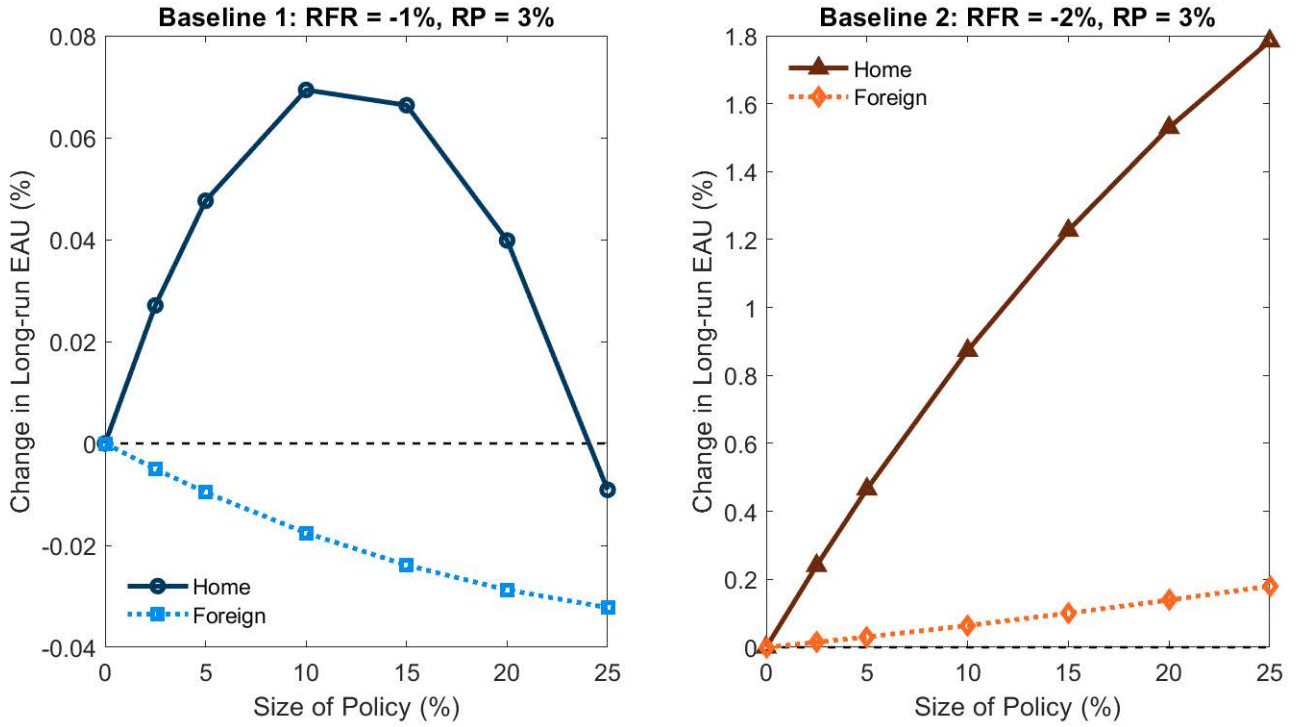 Baseline 1: RFR = -1%, RP = 3%
0.08
0.06
0.04
0.02
0
-0.02
-0.04
Change in Long-run EAU (%)
Home
Foreign
0 5 10 15 20 25
Size of Policy (%)
Baseline 2: RFR = -2%, RP = 3%
1.8
1.6
1.4
1.2
1
0.8
0.6
0.4
0.2
0
Change in Long-run EAU (%)
Home
Foreign
0 5 10 15 20 25
Size of Policy (%)